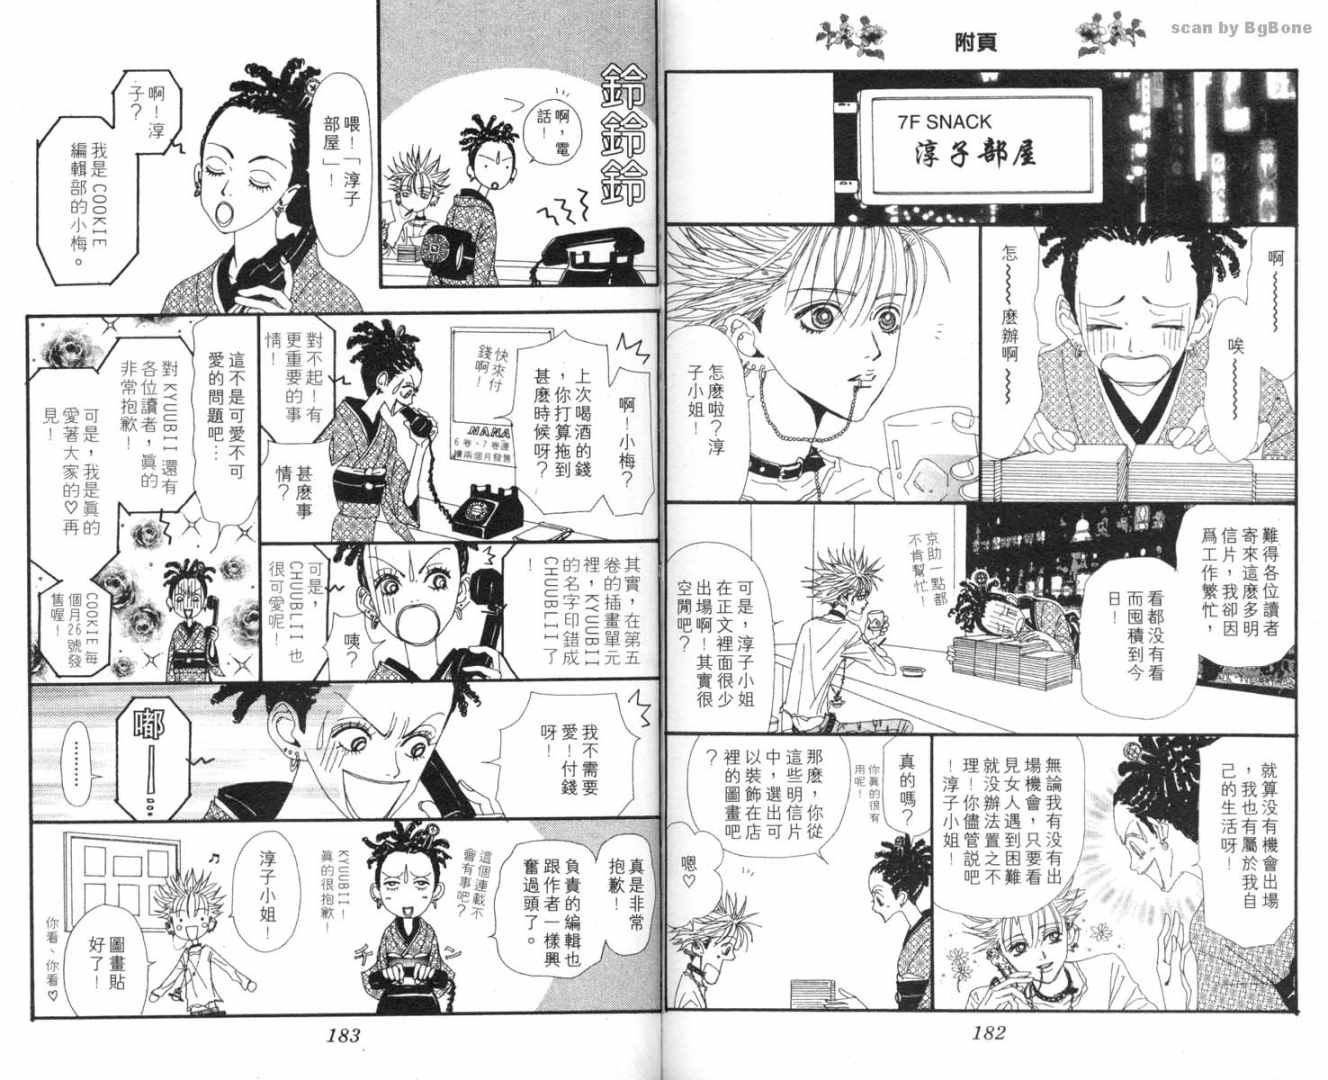 scan by BgBone
附頁
7F SNACK
淳子部屋
啊~~~~
唉~~~~
怎~~~~麼辦啊~~~~
怎麼啦?淳
子小姐!
難得各位讀者
寄來這麼多明
信片,我卻因
爲工作繁忙,
看都没有看
而囤積到今
日!
京助一點都
不肯幫忙!
可是,淳子小姐
在正文裡面很少
出場啊!其實很
空閒吧?
就算没有機會出場
,我也有屬於我自
己的生活呀!
無論我有没有出
場機會,只要看
見女人遇到困難
就没辦法置之不
理!你儘管説吧
!淳子小姐!
真的嗎?
你真的很有
用呢!
那麼,你從
這些明信片
中,選出可
以裝飾在店
裡的圖畫吧
?
嗯♡
182
鈴鈴鈴
啊,電
話!
喂!「淳子
部屋」!
啊!淳
子?
我是COOKIE
編輯部的小梅。
啊!小梅?
上次喝酒的錢
,你打算拖到
甚麼時候呀?
快來付
錢啊!
NANA
6卷、7卷連
續兩個月發售
對不起!有
更重要的事
情!
甚麼事
情?
其實,在第五
卷的插畫單元
裡,KYUUBII
的名字印錯成
CHUUBLII了
!
咦?
可是,
CHUUBLII也
很可愛呢!
這不是可愛不可
愛的問題吧…
對KYUUBII還有
各位讀者,真的
非常抱歉!
可是,我是真的
愛著大家的♡再
見!
COOKIE每
個月26號發
售喔!
我不需要
愛!付錢
呀!
嘟——…
………
真是非常
抱歉!
負責的編輯也
跟作者一樣興
奮過頭了。
這個連載不
會有事吧?
KYUUBII!
真的很抱歉!
チン
淳子小姐!
圖畫貼
好了!
你看、你看♡
183